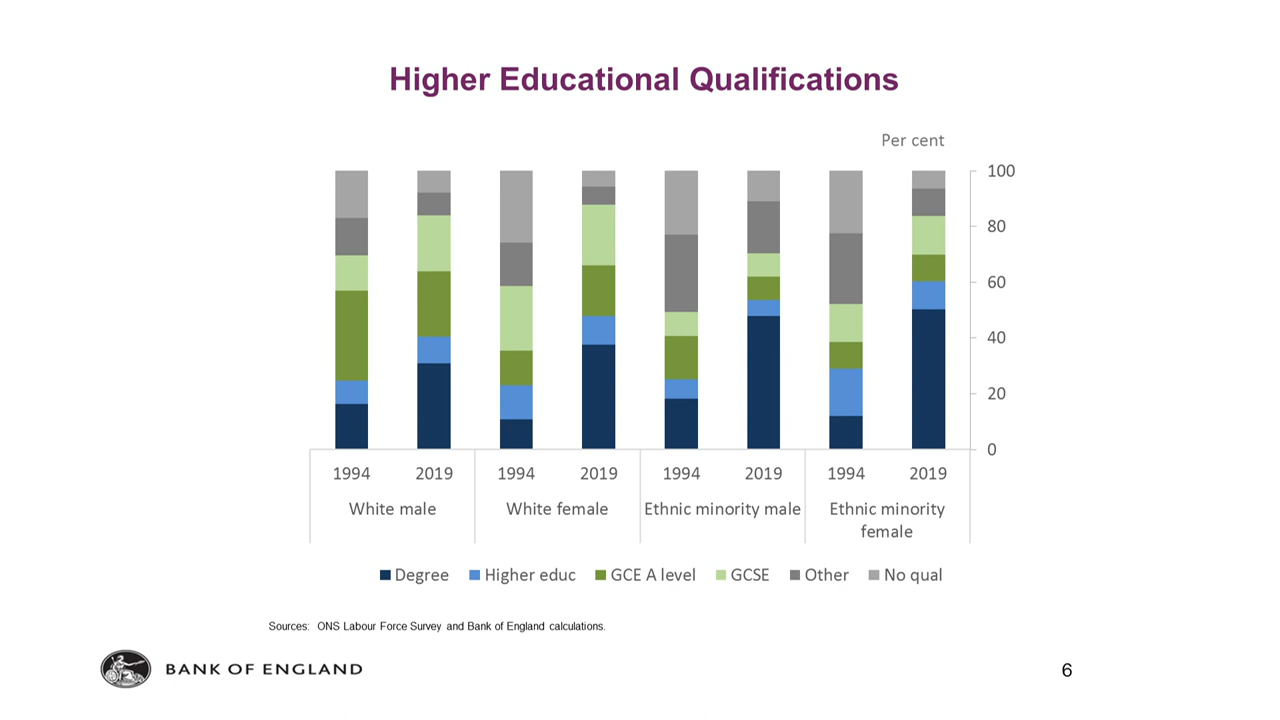 Higher Educational Qualifications
Per cent
100
80
60
40
20
0
1994 2019 1994 2019 1994 2019 1994 2019
White male White female Ethnic minority male Ethnic minority
female
Degree Higher educ GCE A level GCSE Other No qual
Sources: ONS Labour Force Survey and Bank of England calculations.
BANK OF ENGLAND
6